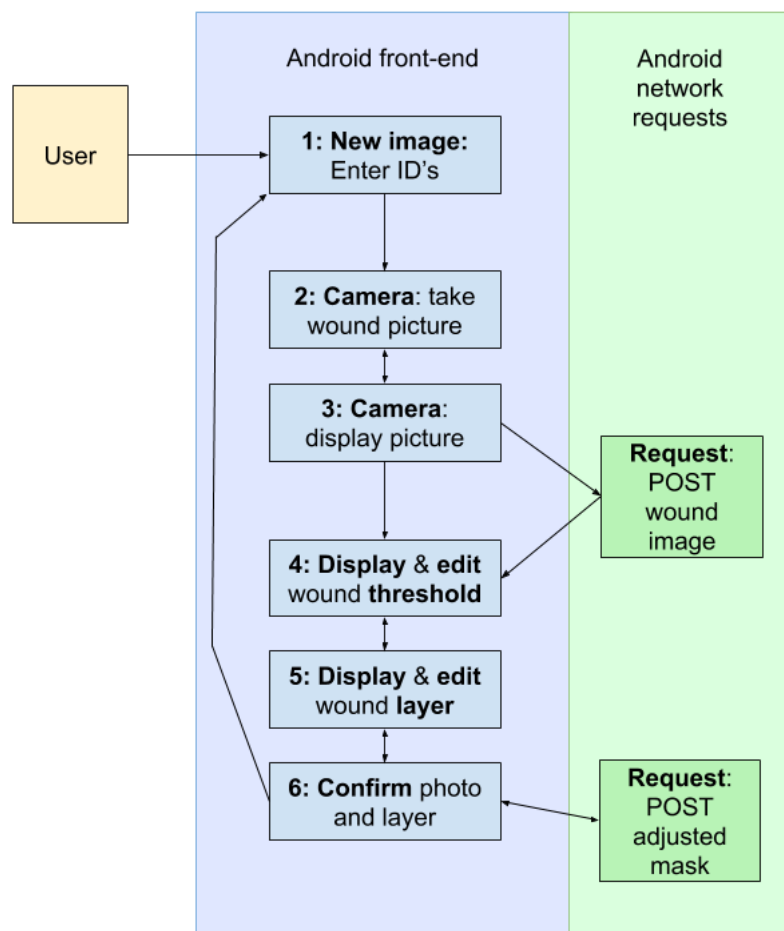 Android front-end
Android
network
requests
User
1: New image:
Enter ID's
2: Camera: take
wound picture
3: Camera:
display picture
Request:
POST
wound
image
4: Display & edit
wound threshold
5: Display & edit
wound layer
6: Confirm photo
and layer
Request:
POST
adjusted
mask